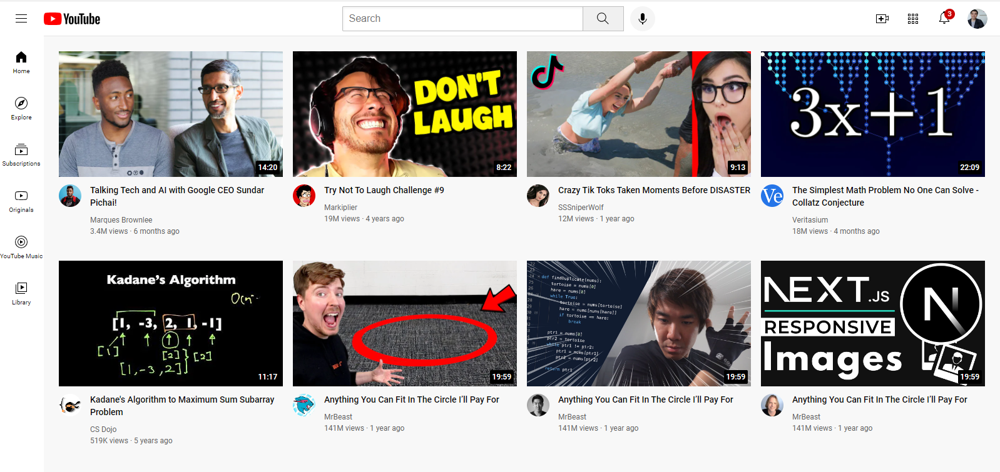 YouTube
Search
3
Home
Explore
Subscriptions
Originals
YouTube Music
Library
14:20
Talking Tech and AI with Google CEO Sundar
Pichai!
Marques Brownlee
3.4M views · 6 months ago
DON'T
LAUGH
8:22
Try Not To Laugh Challenge #9
Markiplier
19M views · 4 years ago
9:13
Crazy Tik Toks Taken Moments Before DISASTER
SSSniperWolf
12M views · 1 year ago
3x+1
22:09
Ve
The Simplest Math Problem No One Can Solve -
Collatz Conjecture
Veritasium
18M views · 4 months ago
Kadane's Algorithm
[1, -3, 2, 1, -1]
[1]
[2]
[2]
[1, -3, 2]
11:17
Kadane's Algorithm to Maximum Sum Subarray
Problem
CS Dojo
519K views · 5 years ago
19:59
Anything You Can Fit In The Circle I’ll Pay For
MrBeast
141M views · 1 year ago
def findDuplicate(nums):
tortoise = nums[0]
hare = nums[0]
while True:
tortoise = nums[tortoise]
hare = nums[nums[hare]]
if tortoise == hare:
break
ptr1 = nums[0]
ptr2 = tortoise
while ptr1 != ptr2:
ptr1 = nums[ptr1]
ptr2 = nums[ptr2]
return ptr1
19:59
Anything You Can Fit In The Circle I’ll Pay For
MrBeast
141M views · 1 year ago
NEXT.JS
N
RESPONSIVE
Images
19:59
Anything You Can Fit In The Circle I’ll Pay For
MrBeast
141M views · 1 year ago